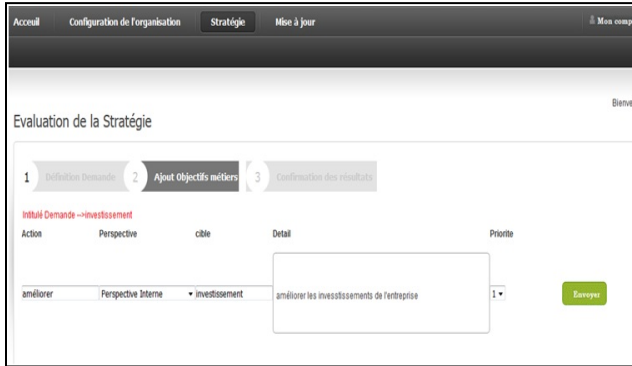 Acceuil Configuration de l'organisation Stratégie Mise à jour Mon comp
Bienve
Evaluation de la Stratégie
1 Définition Demande 2 Ajout Objectifs métiers 3 Confirmation des résultats
Intitulé Demande -->investissement
Action Perspective cible Detail Priorite
améliorer Perspective Interne investissement améliorer les invesstissements de l'entreprise 1 Envoyer